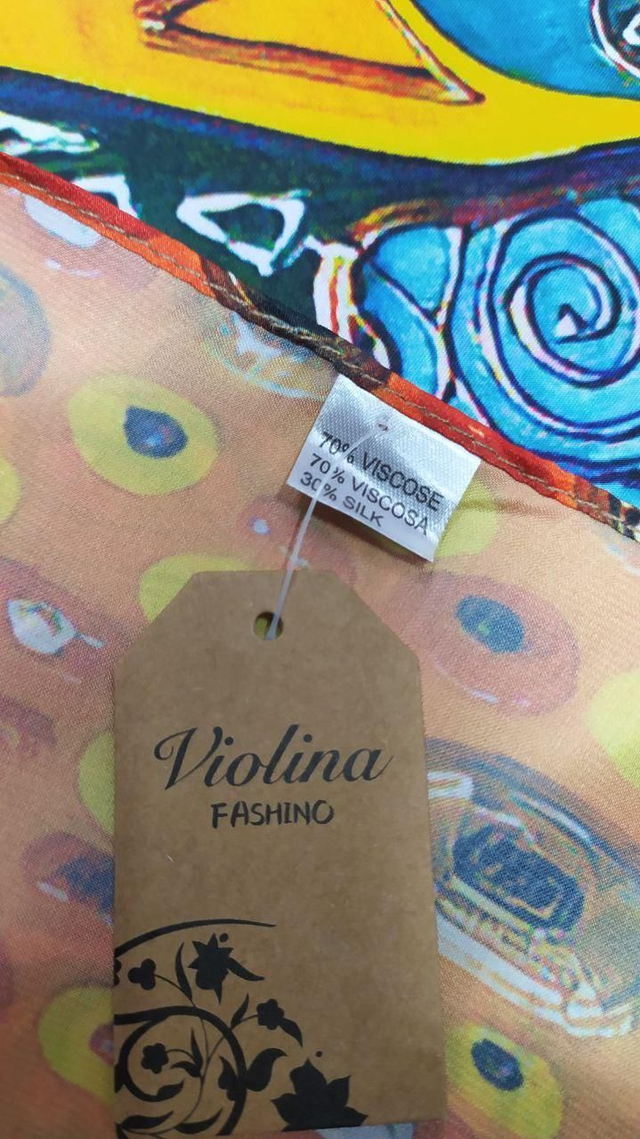 70% VISCOSE
70% VISCOSA
30% SILK
Violina
FASHINO